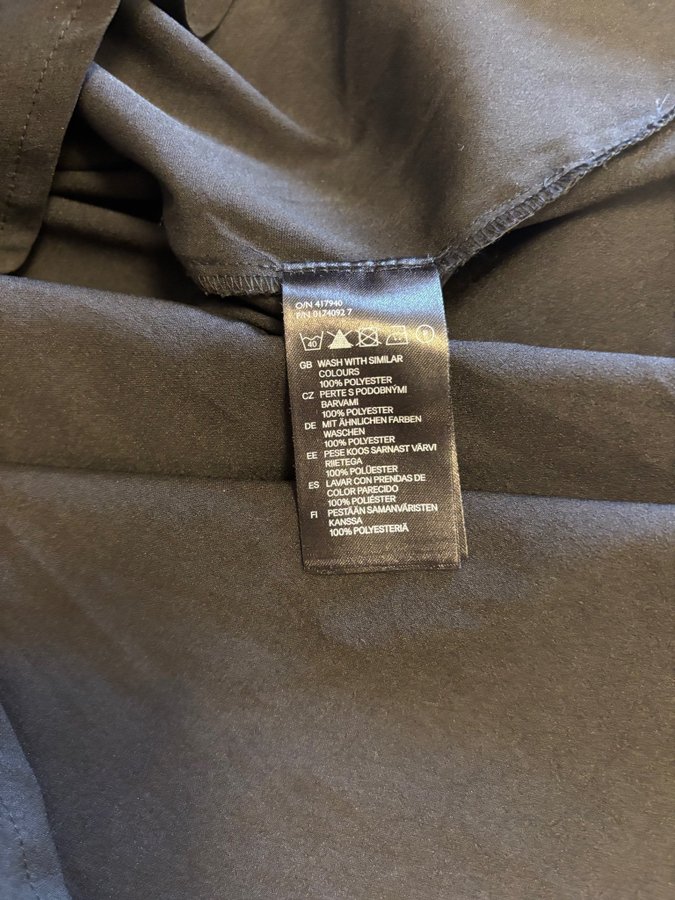 O/N 417940
P/N 0174092 7
40
GB WASH WITH SIMILAR
COLOURS
100% POLYESTER
CZ PERTE S PODOBNÝMI
BARVAMI
100% POLYESTER
DE MIT ÄHNLICHEN FARBEN
WASCHEN
100% POLYESTER
EE PESE KOOS SARNAST VÄRVI
RIIETEGA
100% POLÜESTER
ES LAVAR CON PRENDAS DE
COLOR PARECIDO
100% POLIÉSTER
FI PESTÄÄN SAMANVÄRISTEN
KANSSA
100% POLYESTERIÄ